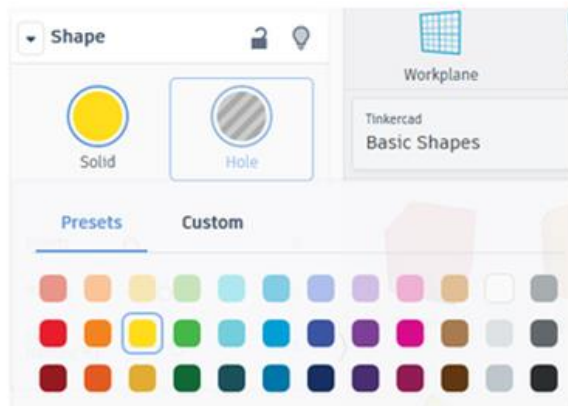 Shape
Workplane
Solid
Hole
Tinkercad
Basic Shapes
Presets
Custom